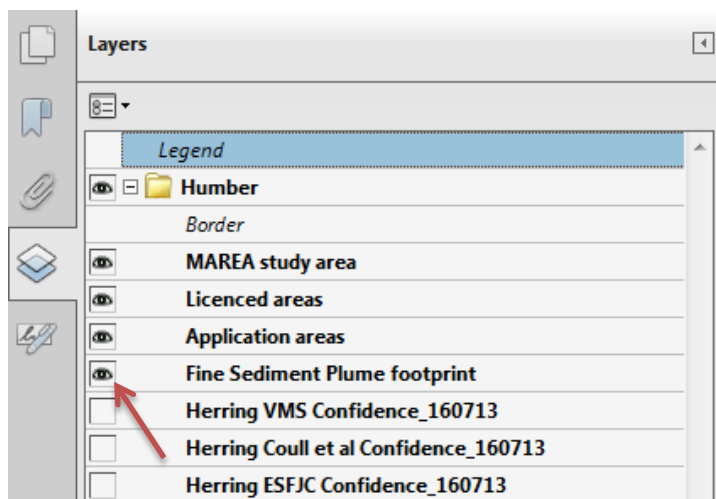 Layers
Legend
Humber
Border
MAREA study area
Licenced areas
Application areas
Fine Sediment Plume footprint
Herring VMS Confidence_160713
Herring Coull et al Confidence_160713
Herring ESFJC Confidence_160713